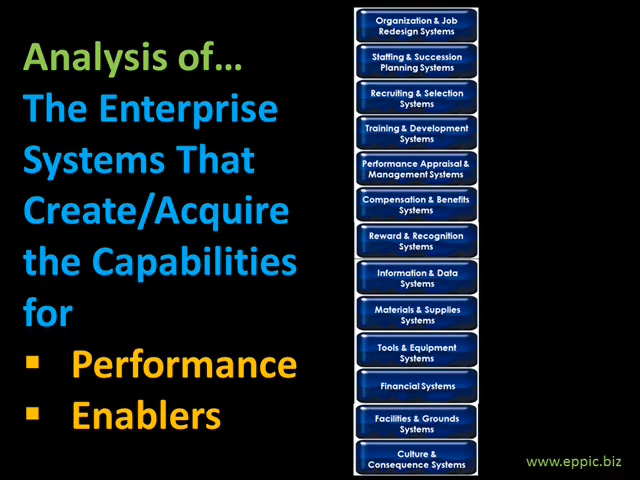 Analysis of...
The Enterprise
Systems That
Create/Acquire
the Capabilities
for
▪ Performance
▪ Enablers
Organization & Job
Redesign Systems
Staffing & Succession
Planning Systems
Recruiting & Selection
Systems
Training & Development
Systems
Performance Appraisal &
Management Systems
Compensation & Benefits
Systems
Reward & Recognition
Systems
Information & Data
Systems
Materials & Supplies
Systems
Tools & Equipment
Systems
Financial Systems
Facilities & Grounds
Systems
Culture &
Consequence Systems
www.eppic.biz